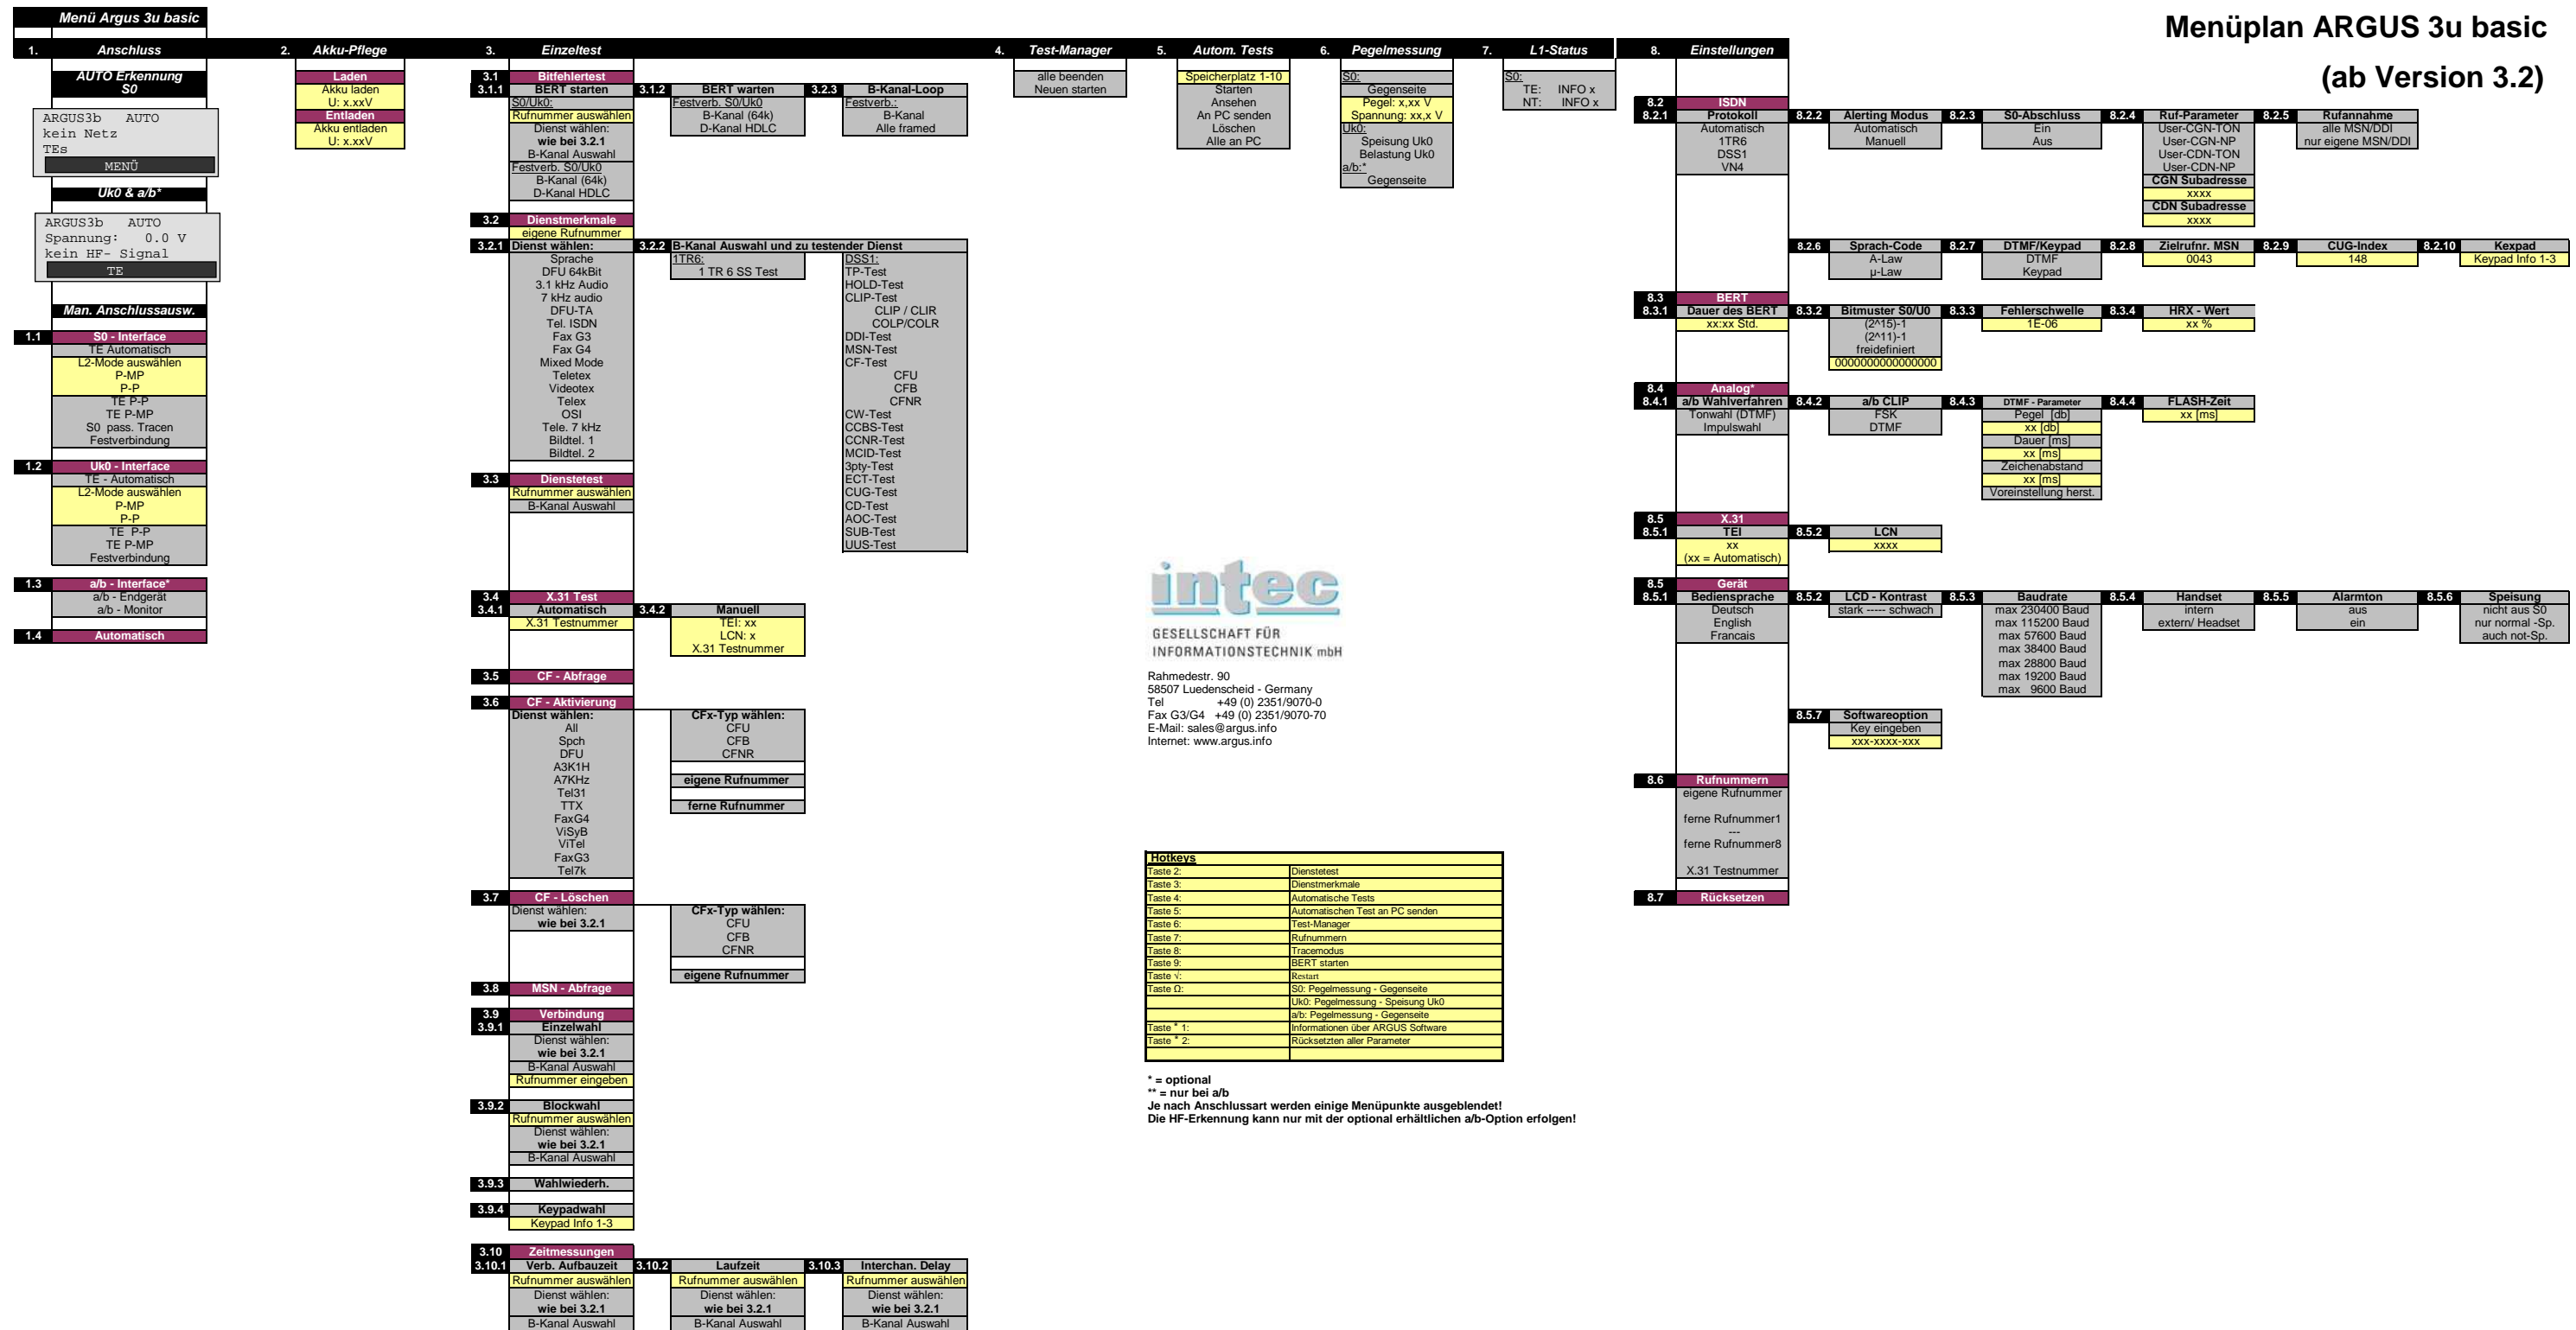 Menü Argus 3u basic
Menüplan ARGUS 3u basic
(ab Version 3.2)
1. Anschluss
2. Akku-Pflege
3. Einzeltest
4. Test-Manager
5. Autom. Tests
6. Pegelmessung
7. L1-Status
8. Einstellungen
AUTO Erkennung
S0
ARGUS3b AUTO
kein Netz
TEs
MENÜ
Uk0 & a/b*
ARGUS3b AUTO
Spannung: 0.0 V
kein HF- Signal
TE
Man. Anschlussausw.
1.1 S0 - Interface
TE Automatisch
L2-Mode auswählen
P-MP
P-P
TE P-P
TE P-MP
S0 pass. Tracen
Festverbindung
1.2 Uk0 - Interface
TE - Automatisch
L2-Mode auswählen
P-MP
P-P
TE P-P
TE P-MP
Festverbindung
1.3 a/b - Interface*
a/b - Endgerät
a/b - Monitor
1.4 Automatisch
Laden
Akku laden
U: x.xxV
Entladen
Akku entladen
U: x.xxV
3.1 Bitfehlertest
3.1.1 BERT starten
S0/Uk0:
Rufnummer auswählen
Dienst wählen:
wie bei 3.2.1
B-Kanal Auswahl
Festverb. S0/Uk0
B-Kanal (64k)
D-Kanal HDLC
3.1.2 BERT warten
Festverb. S0/Uk0
B-Kanal (64k)
D-Kanal HDLC
3.2.3 B-Kanal-Loop
Festverb.:
B-Kanal
Alle framed
3.2 Dienstmerkmale
eigene Rufnummer
3.2.1 Dienst wählen:
Sprache
DFU 64kBit
3.1 kHz Audio
7 kHz audio
DFU-TA
Tel. ISDN
Fax G3
Fax G4
Mixed Mode
Teletex
Videotex
Telex
OSI
Tele. 7 kHz
Bildtel. 1
Bildtel. 2
3.2.2 B-Kanal Auswahl und zu testender Dienst
1TR6:
1 TR 6 SS Test
DSS1:
TP-Test
HOLD-Test
CLIP-Test
CLIP / CLIR
COLP/COLR
DDI-Test
MSN-Test
CF-Test
CFU
CFB
CFNR
CW-Test
CCBS-Test
CCNR-Test
MCID-Test
3pty-Test
ECT-Test
CUG-Test
CD-Test
AOC-Test
SUB-Test
UUS-Test
3.3 Dienstetest
Rufnummer auswählen
B-Kanal Auswahl
3.4 X.31 Test
3.4.1 Automatisch
X.31 Testnummer
3.4.2 Manuell
TEI: xx
LCN: x
X.31 Testnummer
3.5 CF - Abfrage
3.6 CF - Aktivierung
Dienst wählen:
All
Spch
DFU
A3K1H
A7KHz
Tel31
TTX
FaxG4
ViSyB
ViTel
FaxG3
Tel7k
CFx-Typ wählen:
CFU
CFB
CFNR
eigene Rufnummer
ferne Rufnummer
3.7 CF - Löschen
Dienst wählen:
wie bei 3.2.1
CFx-Typ wählen:
CFU
CFB
CFNR
eigene Rufnummer
3.8 MSN - Abfrage
3.9 Verbindung
3.9.1 Einzelwahl
Dienst wählen:
wie bei 3.2.1
B-Kanal Auswahl
Rufnummer eingeben
3.9.2 Blockwahl
Rufnummer auswählen
Dienst wählen:
wie bei 3.2.1
B-Kanal Auswahl
3.9.3 Wahlwiederh.
3.9.4 Keypadwahl
Keypad Info 1-3
3.10 Zeitmessungen
3.10.1 Verb. Aufbauzeit
Rufnummer auswählen
Dienst wählen:
wie bei 3.2.1
B-Kanal Auswahl
3.10.2 Laufzeit
Rufnummer auswählen
Dienst wählen:
wie bei 3.2.1
B-Kanal Auswahl
3.10.3 Interchan. Delay
Rufnummer auswählen
Dienst wählen:
wie bei 3.2.1
B-Kanal Auswahl
alle beenden
Neuen starten
Speicherplatz 1-10
Starten
Ansehen
An PC senden
Löschen
Alle an PC
S0:
Gegenseite
Pegel: x,xx V
Spannung: xx,x V
Uk0:
Speisung Uk0
Belastung Uk0
a/b:*
Gegenseite
S0:
TE: INFO x
NT: INFO x
intec
GESELLSCHAFT FÜR
INFORMATIONSTECHNIK mbH
Rahmedestr. 90
58507 Luedenscheid - Germany
Tel +49 (0) 2351/9070-0
Fax G3/G4 +49 (0) 2351/9070-70
E-Mail: sales@argus.info
Internet: www.argus.info
Hotkeys
Taste 2: Dienstetest
Taste 3: Dienstmerkmale
Taste 4: Automatische Tests
Taste 5: Automatischen Test an PC senden
Taste 6: Test-Manager
Taste 7: Rufnummern
Taste 8: Tracemodus
Taste 9: BERT starten
Taste √: Restart
Taste Ω: S0: Pegelmessung - Gegenseite
Uk0: Pegelmessung - Speisung Uk0
a/b: Pegelmessung - Gegenseite
Taste * 1: Informationen über ARGUS Software
Taste * 2: Rücksetzten aller Parameter
* = optional
** = nur bei a/b
Je nach Anschlussart werden einige Menüpunkte ausgeblendet!
Die HF-Erkennung kann nur mit der optional erhältlichen a/b-Option erfolgen!
8.2 ISDN
8.2.1 Protokoll
Automatisch
1TR6
DSS1
VN4
8.2.2 Alerting Modus
Automatisch
Manuell
8.2.3 S0-Abschluss
Ein
Aus
8.2.4 Ruf-Parameter
User-CGN-TON
User-CGN-NP
User-CDN-TON
User-CDN-NP
CGN Subadresse
xxxx
CDN Subadresse
xxxx
8.2.5 Rufannahme
alle MSN/DDI
nur eigene MSN/DDI
8.2.6 Sprach-Code
A-Law
µ-Law
8.2.7 DTMF/Keypad
DTMF
Keypad
8.2.8 Zielrufnr. MSN
0043
8.2.9 CUG-Index
148
8.2.10 Kexpad
Keypad Info 1-3
8.3 BERT
8.3.1 Dauer des BERT
xx:xx Std.
8.3.2 Bitmuster S0/U0
(2^15)-1
(2^11)-1
freidefiniert
0000000000000000
8.3.3 Fehlerschwelle
1E-06
8.3.4 HRX - Wert
xx %
8.4 Analog*
8.4.1 a/b Wahlverfahren
Tonwahl (DTMF)
Impulswahl
8.4.2 a/b CLIP
FSK
DTMF
8.4.3 DTMF - Parameter
Pegel [db]
xx [db]
Dauer [ms]
xx [ms]
Zeichenabstand
xx [ms]
Voreinstellung herst.
8.4.4 FLASH-Zeit
xx [ms]
8.5 X.31
8.5.1 TEI
xx
(xx = Automatisch)
8.5.2 LCN
xxxx
8.5 Gerät
8.5.1 Bediensprache
Deutsch
English
Francais
8.5.2 LCD - Kontrast
stark ----- schwach
8.5.3 Baudrate
max 230400 Baud
max 115200 Baud
max 57600 Baud
max 38400 Baud
max 28800 Baud
max 19200 Baud
max 9600 Baud
8.5.4 Handset
intern
extern/ Headset
8.5.5 Alarmton
aus
ein
8.5.6 Speisung
nicht aus S0
nur normal -Sp.
auch not-Sp.
8.5.7 Softwareoption
Key eingeben
xxx-xxxx-xxx
8.6 Rufnummern
eigene Rufnummer
ferne Rufnummer1
---
ferne Rufnummer8
X.31 Testnummer
8.7 Rücksetzen